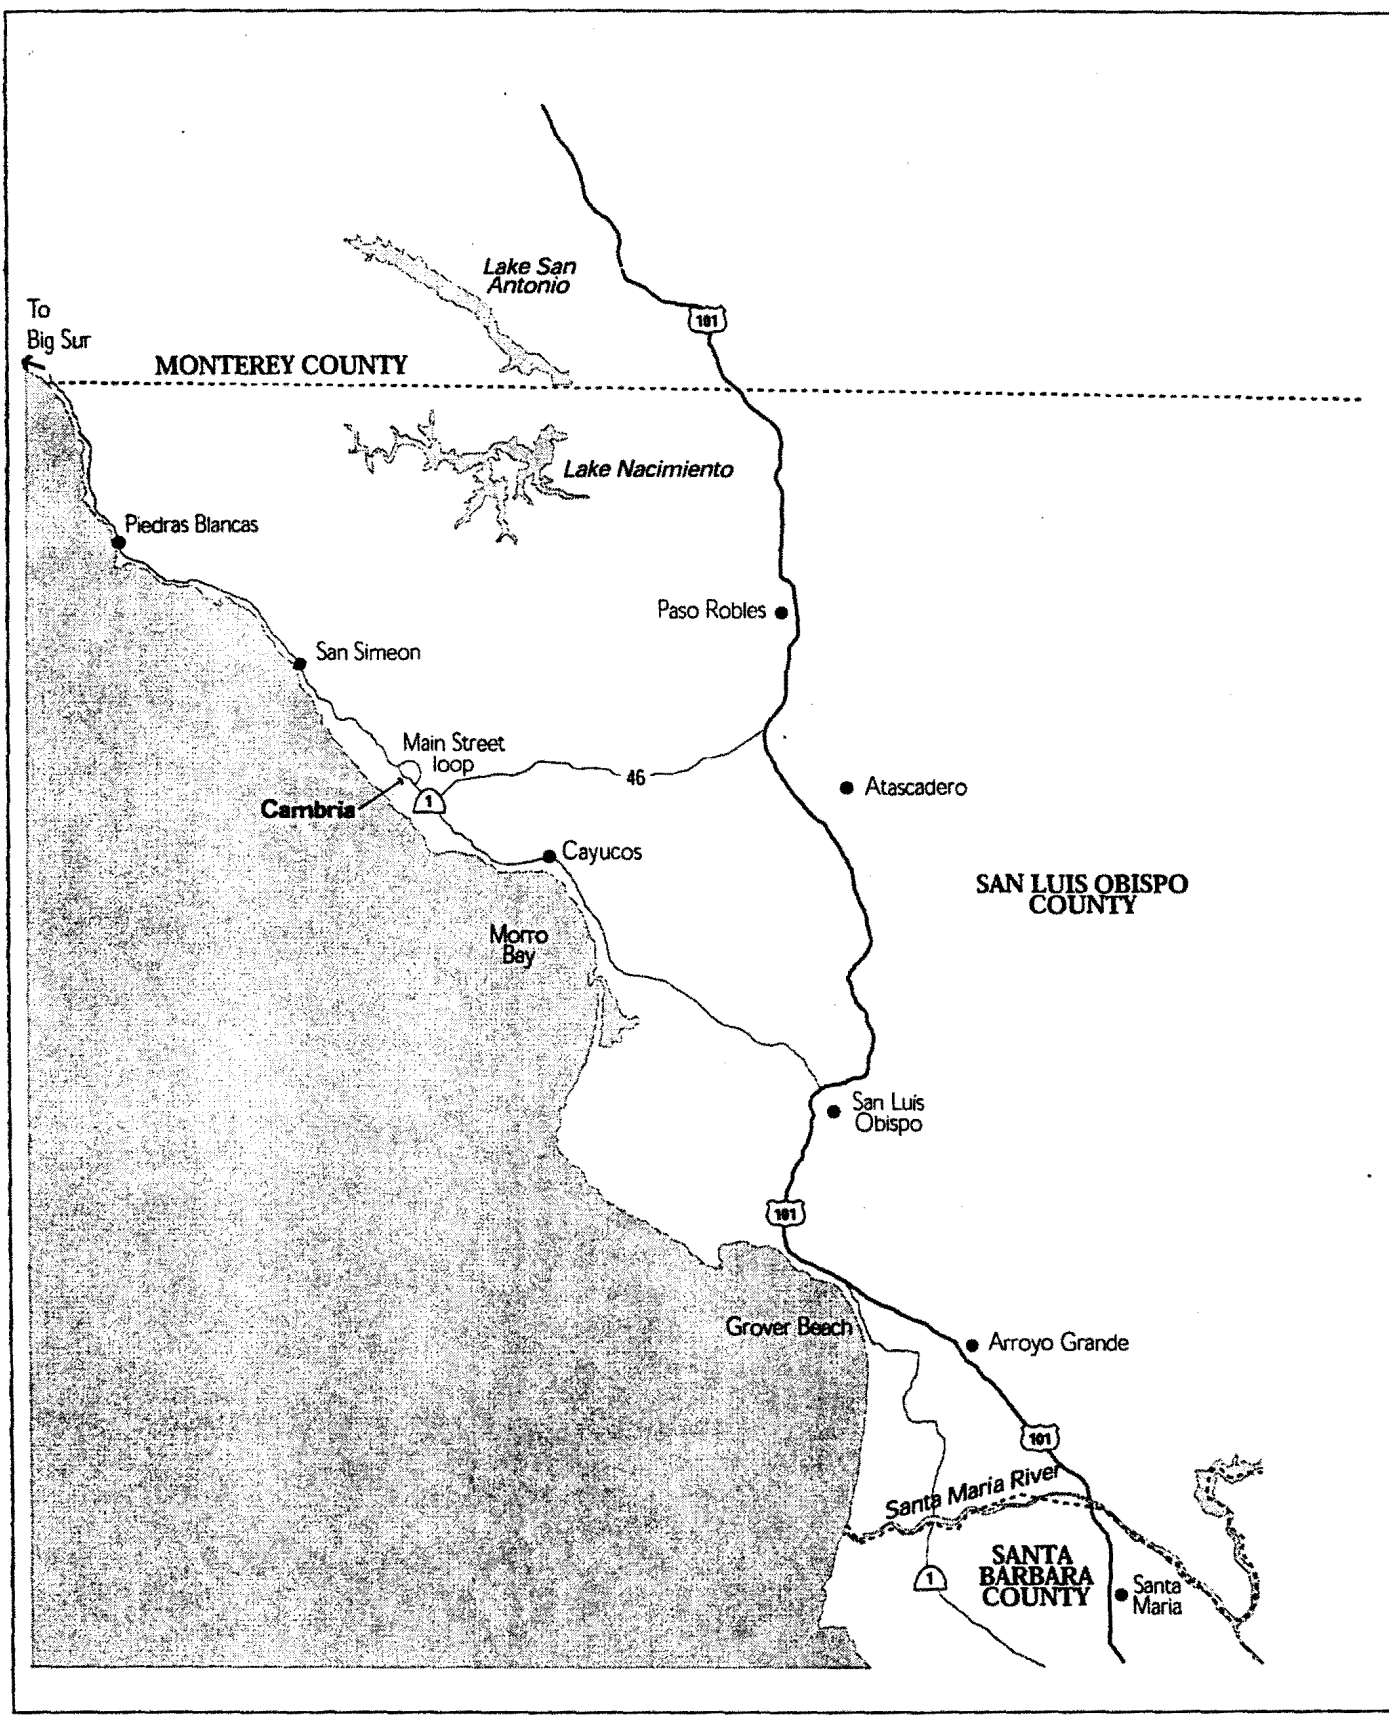 Lake San
Antonio
To
Big Sur
101
MONTEREY COUNTY
Lake Nacimiento
Piedras Blancas
Paso Robles
San Simeon
Main Street
loop
46
Atascadero
Cambria
1
Cayucos
SAN LUIS OBISPO
COUNTY
Morro
Bay
San Luis
Obispo
101
Grover Beach
Arroyo Grande
101
Santa Maria River
SANTA
BARBARA
COUNTY
1
Santa
Maria